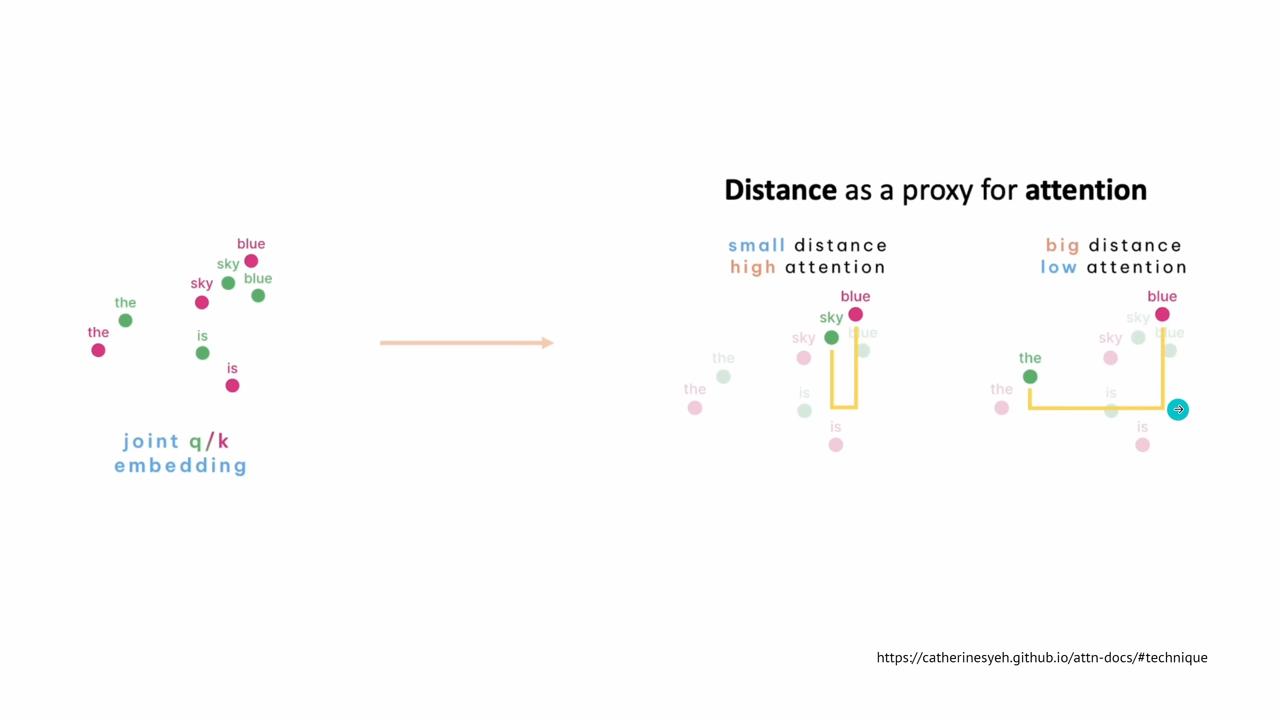 blue
sky
blue
sky
the
the
is
is
joint q/k
embedding
Distance as a proxy for attention
small distance
high attention
blue
sky
blue
sky
the
the
is
is
big distance
low attention
blue
sky
blue
sky
the
the
is
is
https://catherinesyeh.github.io/attn-docs/#technique